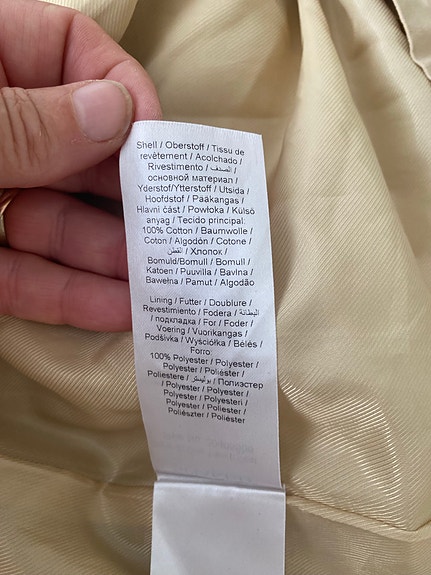 Shell / Oberstoff / Tissu de
revêtement / Acolchado /
Rivestimento / الصدف /
основной материал /
Yderstof/Ytterstoff / Utsida /
Hoofdstof / Pääkangas /
Hlavní část / Powłoka / Külső
anyag / Tecido principal:
100% Cotton / Baumwolle /
Coton / Algodón / Cotone /
القطن / Хлопок /
Bomuld/Bomull / Bomull /
Katoen / Puuvilla / Bavlna /
Bawełna / Pamut / Algodão
Lining / Futter / Doublure /
Revestimiento / Fodera / البطانة
/ подкладка / For / Foder /
Voering / Vuorikangas /
Podšívka / Wyściółka / Bélés /
Forro:
100% Polyester / Polyester /
Polyester / Poliéster /
Poliestere / بوليستر / Полиэстер
/ Polyester / Polyester /
Polyester / Polyesteri /
Polyester / Poliester /
Poliészter / Poliéster